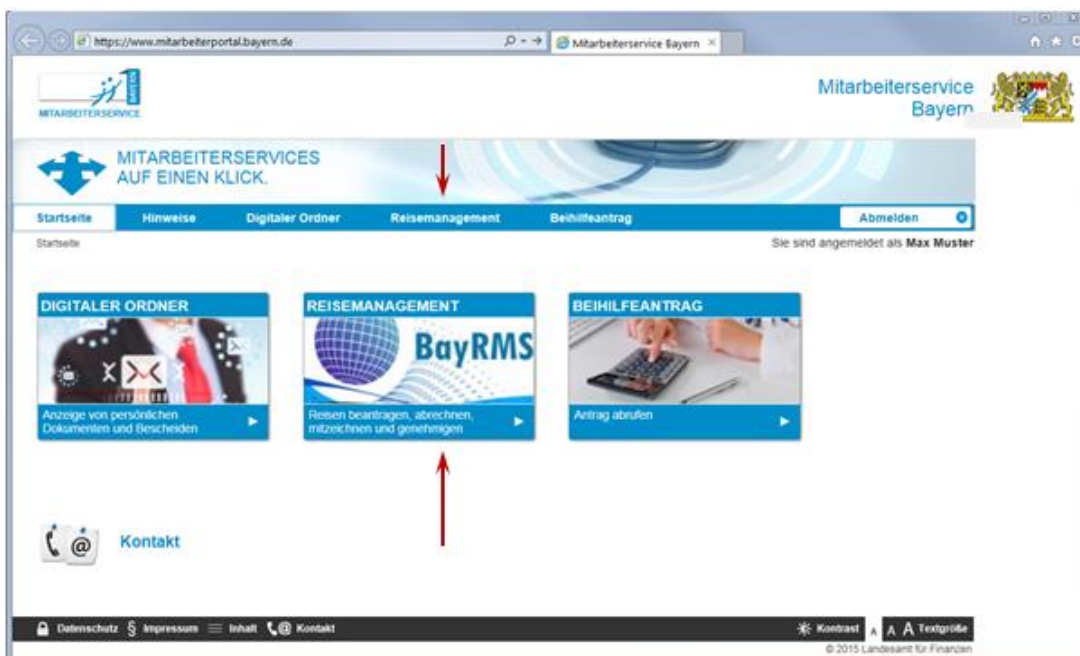 https://www.mitarbeiterportal.bayern.de
Mitarbeiterservice Bayern
MITARBEITERSERVICE
BAYERN
Mitarbeiterservice
Bayern
MITARBEITERSERVICES
AUF EINEN KLICK.
Startseite Hinweise Digitaler Ordner Reisemanagement Beihilfeantrag Abmelden
Startseite Sie sind angemeldet als Max Muster
DIGITALER ORDNER
Anzeige von persönlichen
Dokumenten und Bescheiden
REISEMANAGEMENT
BayRMS
Reisen beantragen, abrechnen,
mitzeichnen und genehmigen
BEIHILFEANTRAG
Antrag abrufen
@ Kontakt
Datenschutz § Impressum Inhalt @ Kontakt Kontrast A A A Textgröße
© 2015 Landesamt für Finanzen